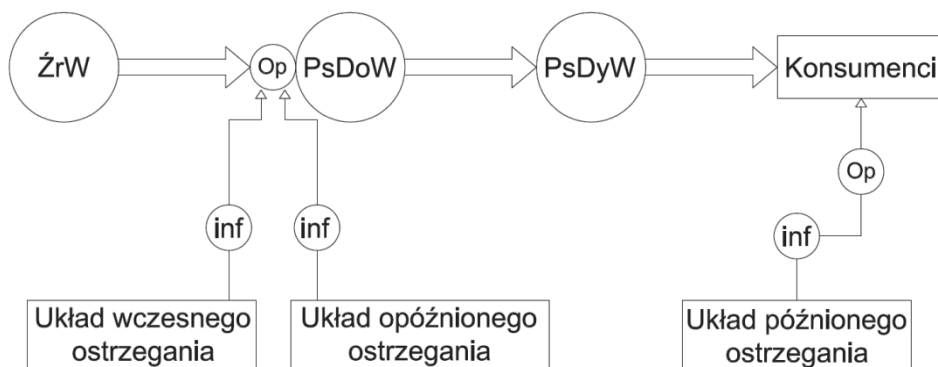 ŹrW
Op
PsDoW
PsDyW
Konsumenci
Op
inf
inf
inf
Układ wczesnego
ostrzegania
Układ opóźnionego
ostrzegania
Układ późnionego
ostrzegania